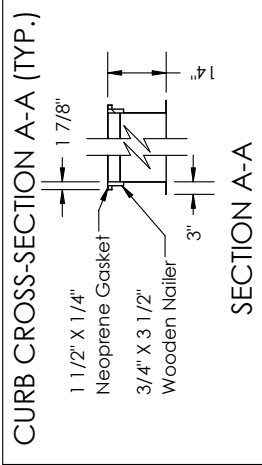 CURB CROSS-SECTION A-A (TYP.)
1 7/8"
1 1/2" X 1/4"
Neoprene Gasket
3/4" X 3 1/2"
Wooden Nailer
14"
3"
SECTION A-A